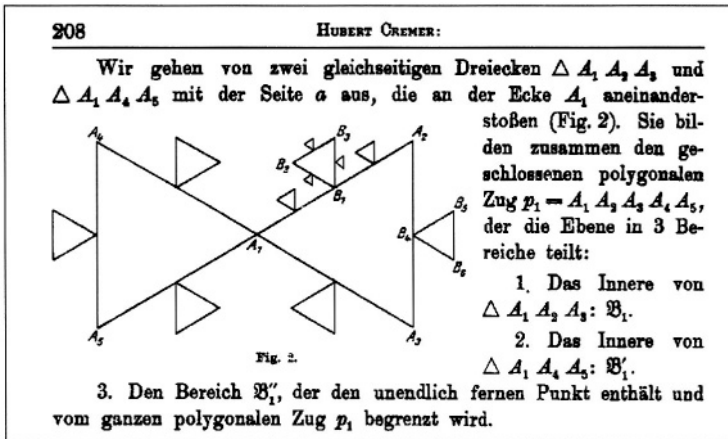 208
HUBERT CREMER:
Wir gehen von zwei gleichseitigen Dreiecken △ A₁ A₂ A₃ und
△ A₁ A₄ A₅ mit der Seite a aus, die an der Ecke A₁ aneinander-
stoßen (Fig. 2). Sie bil-
den zusammen den ge-
schlossenen polygonalen
Zug p₁ = A₁ A₂ A₃ A₄ A₅,
der die Ebene in 3 Be-
reiche teilt:
1. Das Innere von
△ A₁ A₂ A₃: 𝔅₁.
2. Das Innere von
△ A₁ A₄ A₅: 𝔅₁′.
A₄
B₃
A₂
B₂
B₁
B₅
A₁
B₄
B₆
A₅
A₃
Fig. 2.
3. Den Bereich 𝔅₁″, der den unendlich fernen Punkt enthält und
vom ganzen polygonalen Zug p₁ begrenzt wird.